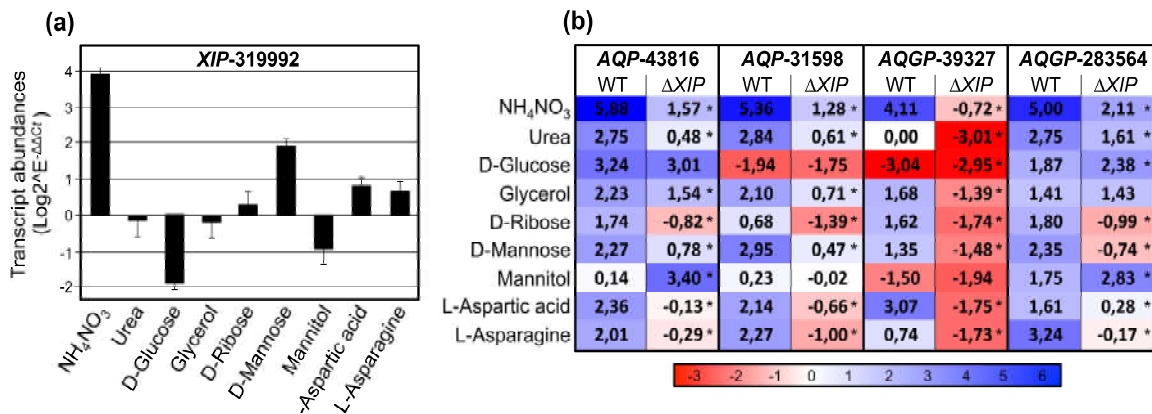 (a)
XIP-319992
Transcript abundances
(Log2^E-ΔΔCt)
4
3
2
1
0
-1
-2
NH4NO3
Urea
D-Glucose
Glycerol
D-Ribose
D-Mannose
Mannitol
-Aspartic acid
L-Asparagine
(b)
AQP-43816 AQP-31598 AQGP-39327 AQGP-283564
WT ΔXIP WT ΔXIP WT ΔXIP WT ΔXIP
NH4NO3 5,88 1,57 * 5,36 1,28 * 4,11 -0,72 * 5,00 2,11 *
Urea 2,75 0,48 * 2,84 0,61 * 0,00 -3,01 * 2,75 1,61 *
D-Glucose 3,24 3,01 -1,94 -1,75 -3,04 -2,95 * 1,87 2,38 *
Glycerol 2,23 1,54 * 2,10 0,71 * 1,68 -1,39 * 1,41 1,43
D-Ribose 1,74 -0,82 * 0,68 -1,39 * 1,62 -1,74 * 1,80 -0,99 *
D-Mannose 2,27 0,78 * 2,95 0,47 * 1,35 -1,48 * 2,35 -0,74 *
Mannitol 0,14 3,40 * 0,23 -0,02 -1,50 -1,94 1,75 2,83 *
L-Aspartic acid 2,36 -0,13 * 2,14 -0,66 * 3,07 -1,75 * 1,61 0,28 *
L-Asparagine 2,01 -0,29 * 2,27 -1,00 * 0,74 -1,73 * 3,24 -0,17 *
-3 -2 -1 0 1 2 3 4 5 6